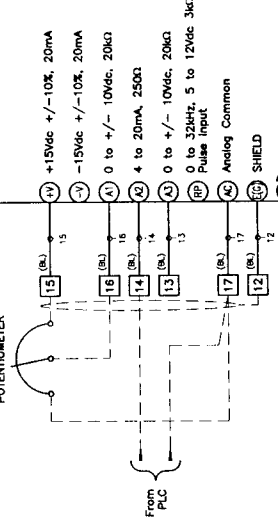 POTENTIOMETER
+V +15Vdc +/-10%, 20mA
-V -15Vdc +/-10%, 20mA
A1 0 to +/- 10Vdc, 20kΩ
A2 4 to 20mA, 250Ω
A3 0 to +/- 10Vdc, 20kΩ
RP 0 to 32kHz, 5 to 12Vdc 3kΩ
Pulse Input
AC Analog Common
E(G) SHIELD
15 (BL) 15
16 (BL) 16
14 (BL) 14
13 (BL) 13
17 (BL) 17
12 (BL) 12
From
PLC